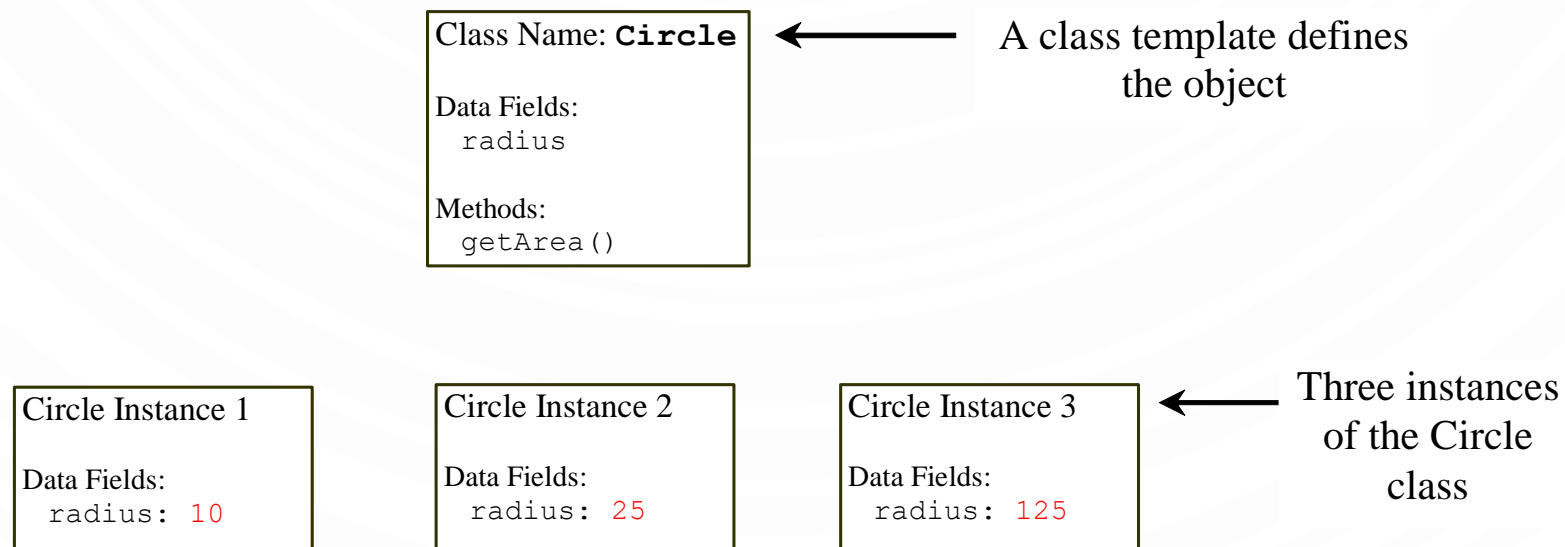 Class Name: Circle
Data Fields:
radius
Methods:
getArea()
A class template defines
the object
Circle Instance 1
Data Fields:
radius: 10
Circle Instance 2
Data Fields:
radius: 25
Circle Instance 3
Data Fields:
radius: 125
Three instances
of the Circle
class